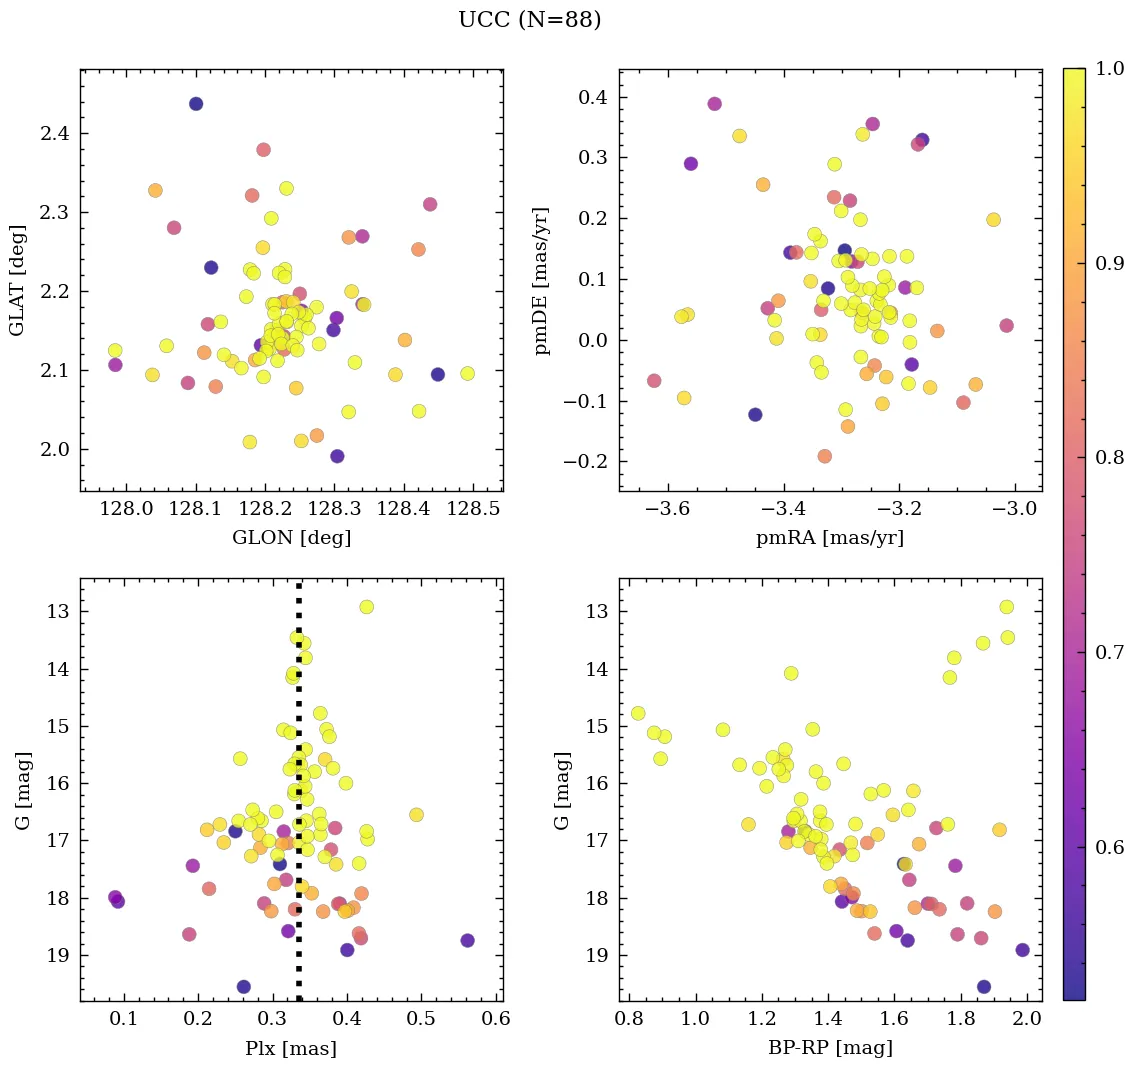 UCC (N=88)
2.4
2.3
2.2
2.1
2.0
GLAT [deg]
128.0 128.1 128.2 128.3 128.4 128.5
GLON [deg]
0.4
0.3
0.2
0.1
0.0
−0.1
−0.2
pmDE [mas/yr]
−3.6 −3.4 −3.2 −3.0
pmRA [mas/yr]
1.0
0.9
0.8
0.7
0.6
13
14
15
16
17
18
19
G [mag]
0.1 0.2 0.3 0.4 0.5 0.6
Plx [mas]
13
14
15
16
17
18
19
G [mag]
0.8 1.0 1.2 1.4 1.6 1.8 2.0
BP-RP [mag]